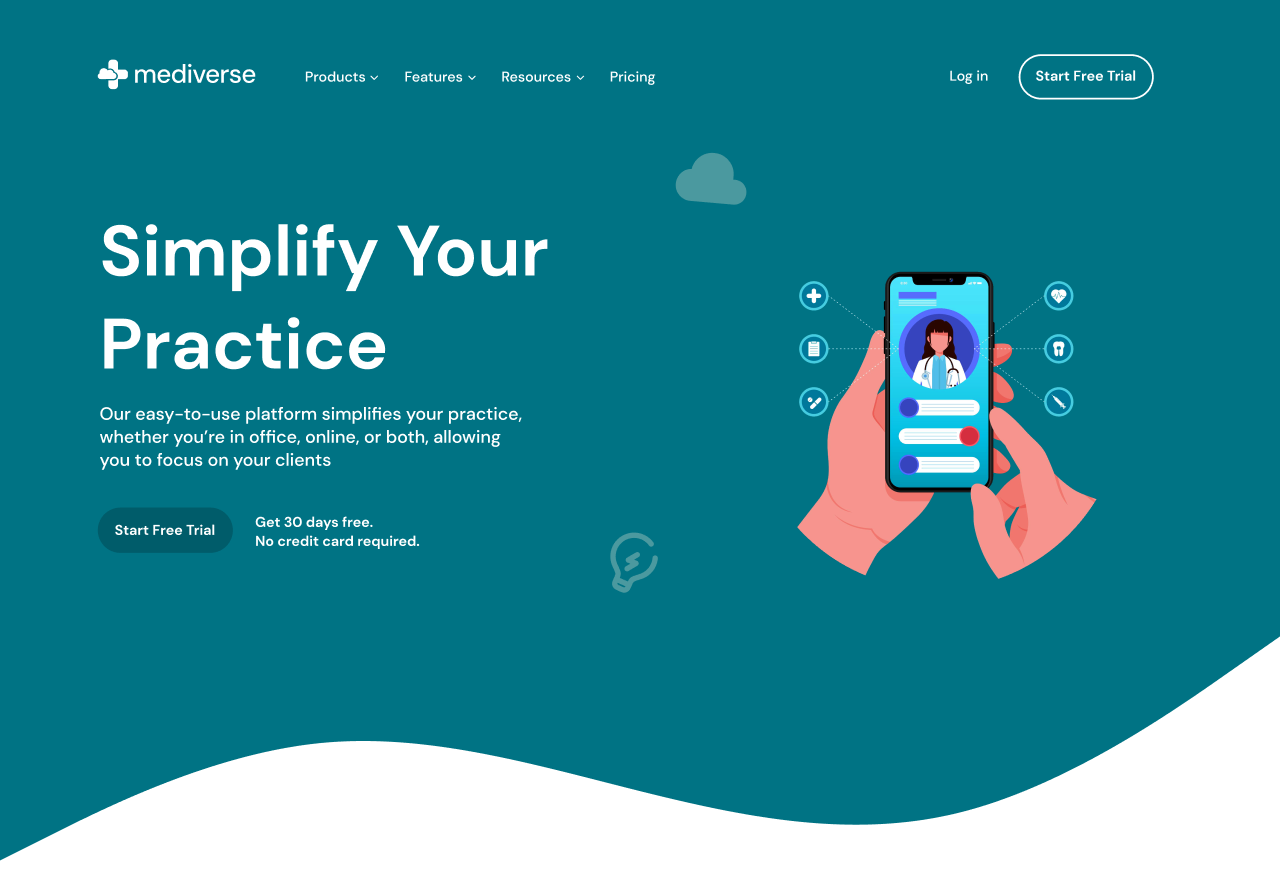 mediverse
Products
Features
Resources
Pricing
Log in
Start Free Trial
Simplify Your
Practice
Our easy-to-use platform simplifies your practice,
whether you’re in office, online, or both, allowing
you to focus on your clients
Start Free Trial
Get 30 days free.
No credit card required.